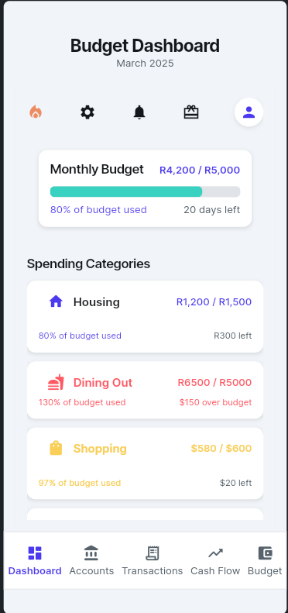 Budget Dashboard
March 2025
Monthly Budget R4,200 / R5,000
80% of budget used 20 days left
Spending Categories
Housing R1,200 / R1,500
80% of budget used R300 left
Dining Out R6500 / R5000
130% of budget used $150 over budget
Shopping $580 / $600
97% of budget used $20 left
Dashboard Accounts Transactions Cash Flow Budget